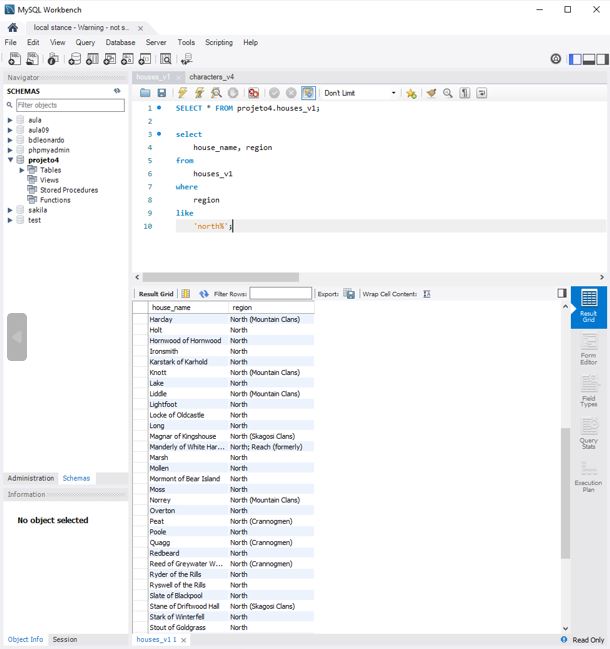 MySQL Workbench
local stance - Warning - not s...
File Edit View Query Database Server Tools Scripting Help
Navigator
SCHEMAS
Filter objects
aula
aula09
bdleonardo
phpmyadmin
projeto4
Tables
Views
Stored Procedures
Functions
sakila
test
Administration Schemas
Information
No object selected
Object Info Session
houses_v1 characters_v4
Don't Limit
1 SELECT * FROM projeto4.houses_v1;
2
3 select
4 house_name, region
5 from
6 houses_v1
7 where
8 region
9 like
10 'north%';
Result Grid Filter Rows: Export: Wrap Cell Content:
house_name region
Harclay North (Mountain Clans)
Holt North
Hornwood of Hornwood North
Ironsmith North
Karstark of Karhold North
Knott North (Mountain Clans)
Lake North
Liddle North (Mountain Clans)
Lightfoot North
Locke of Oldcastle North
Long North
Magnar of Kingshouse North (Skagosi Clans)
Manderly of White Har... North; Reach (formerly)
Marsh North
Mollen North
Mormont of Bear Island North
Moss North
Norrey North (Mountain Clans)
Overton North
Peat North (Crannogmen)
Poole North
Quagg North (Crannogmen)
Redbeard North
Reed of Greywater W... North (Crannogmen)
Ryder of the Rills North
Ryswell of the Rills North
Slate of Blackpool North
Stane of Driftwood Hall North (Skagosi Clans)
Stark of Winterfell North
Stout of Goldgrass North
Result
Grid
Form
Editor
Field
Types
Query
Stats
Execution
Plan
houses_v1 1
Read Only